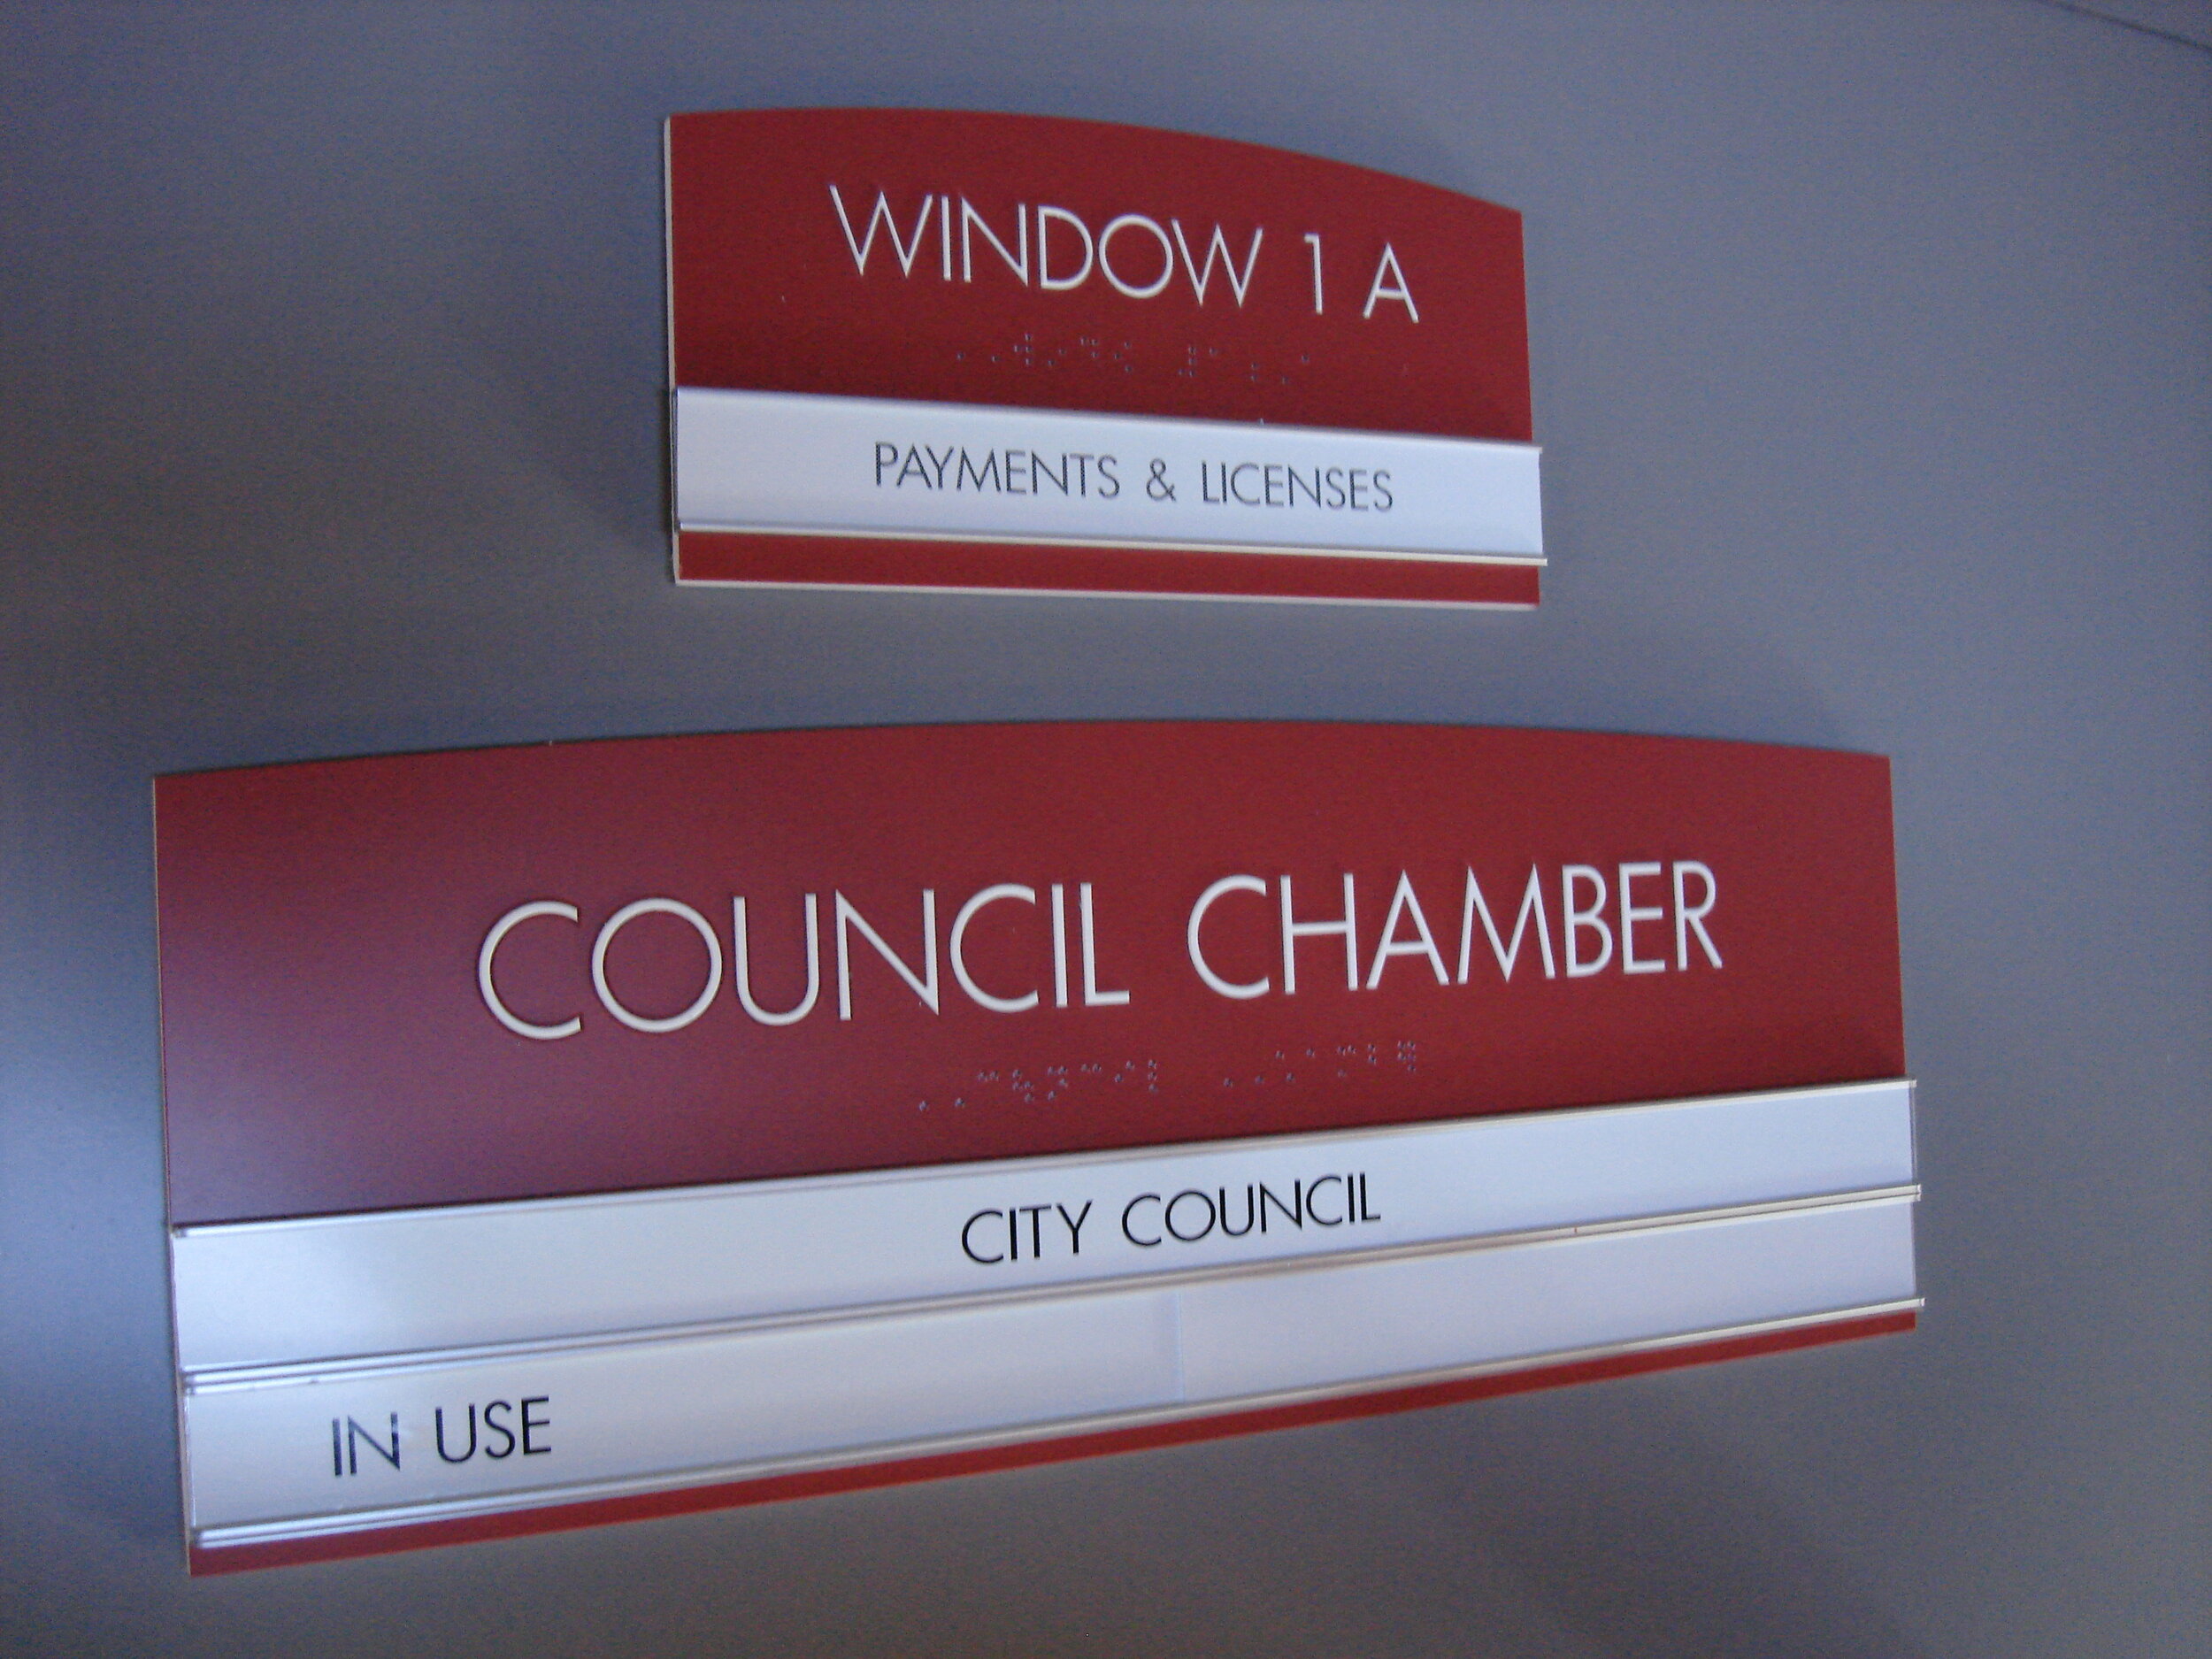 WINDOW 1 A
PAYMENTS & LICENSES
COUNCIL CHAMBER
CITY COUNCIL
IN USE